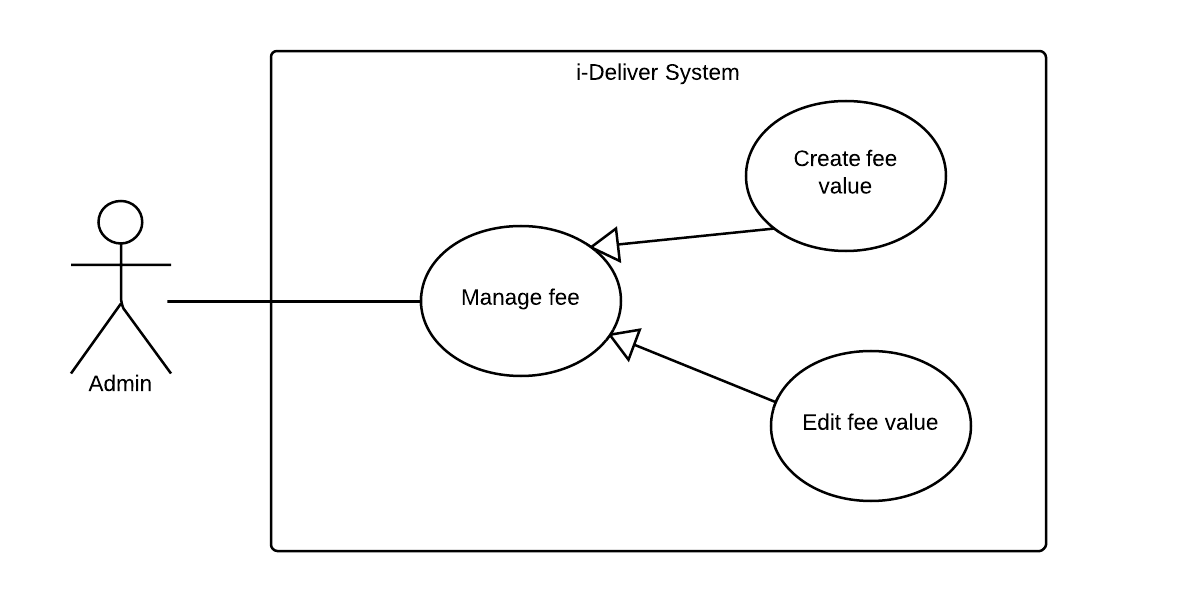 i-Deliver System
Create fee
value
Manage fee
Admin
Edit fee value